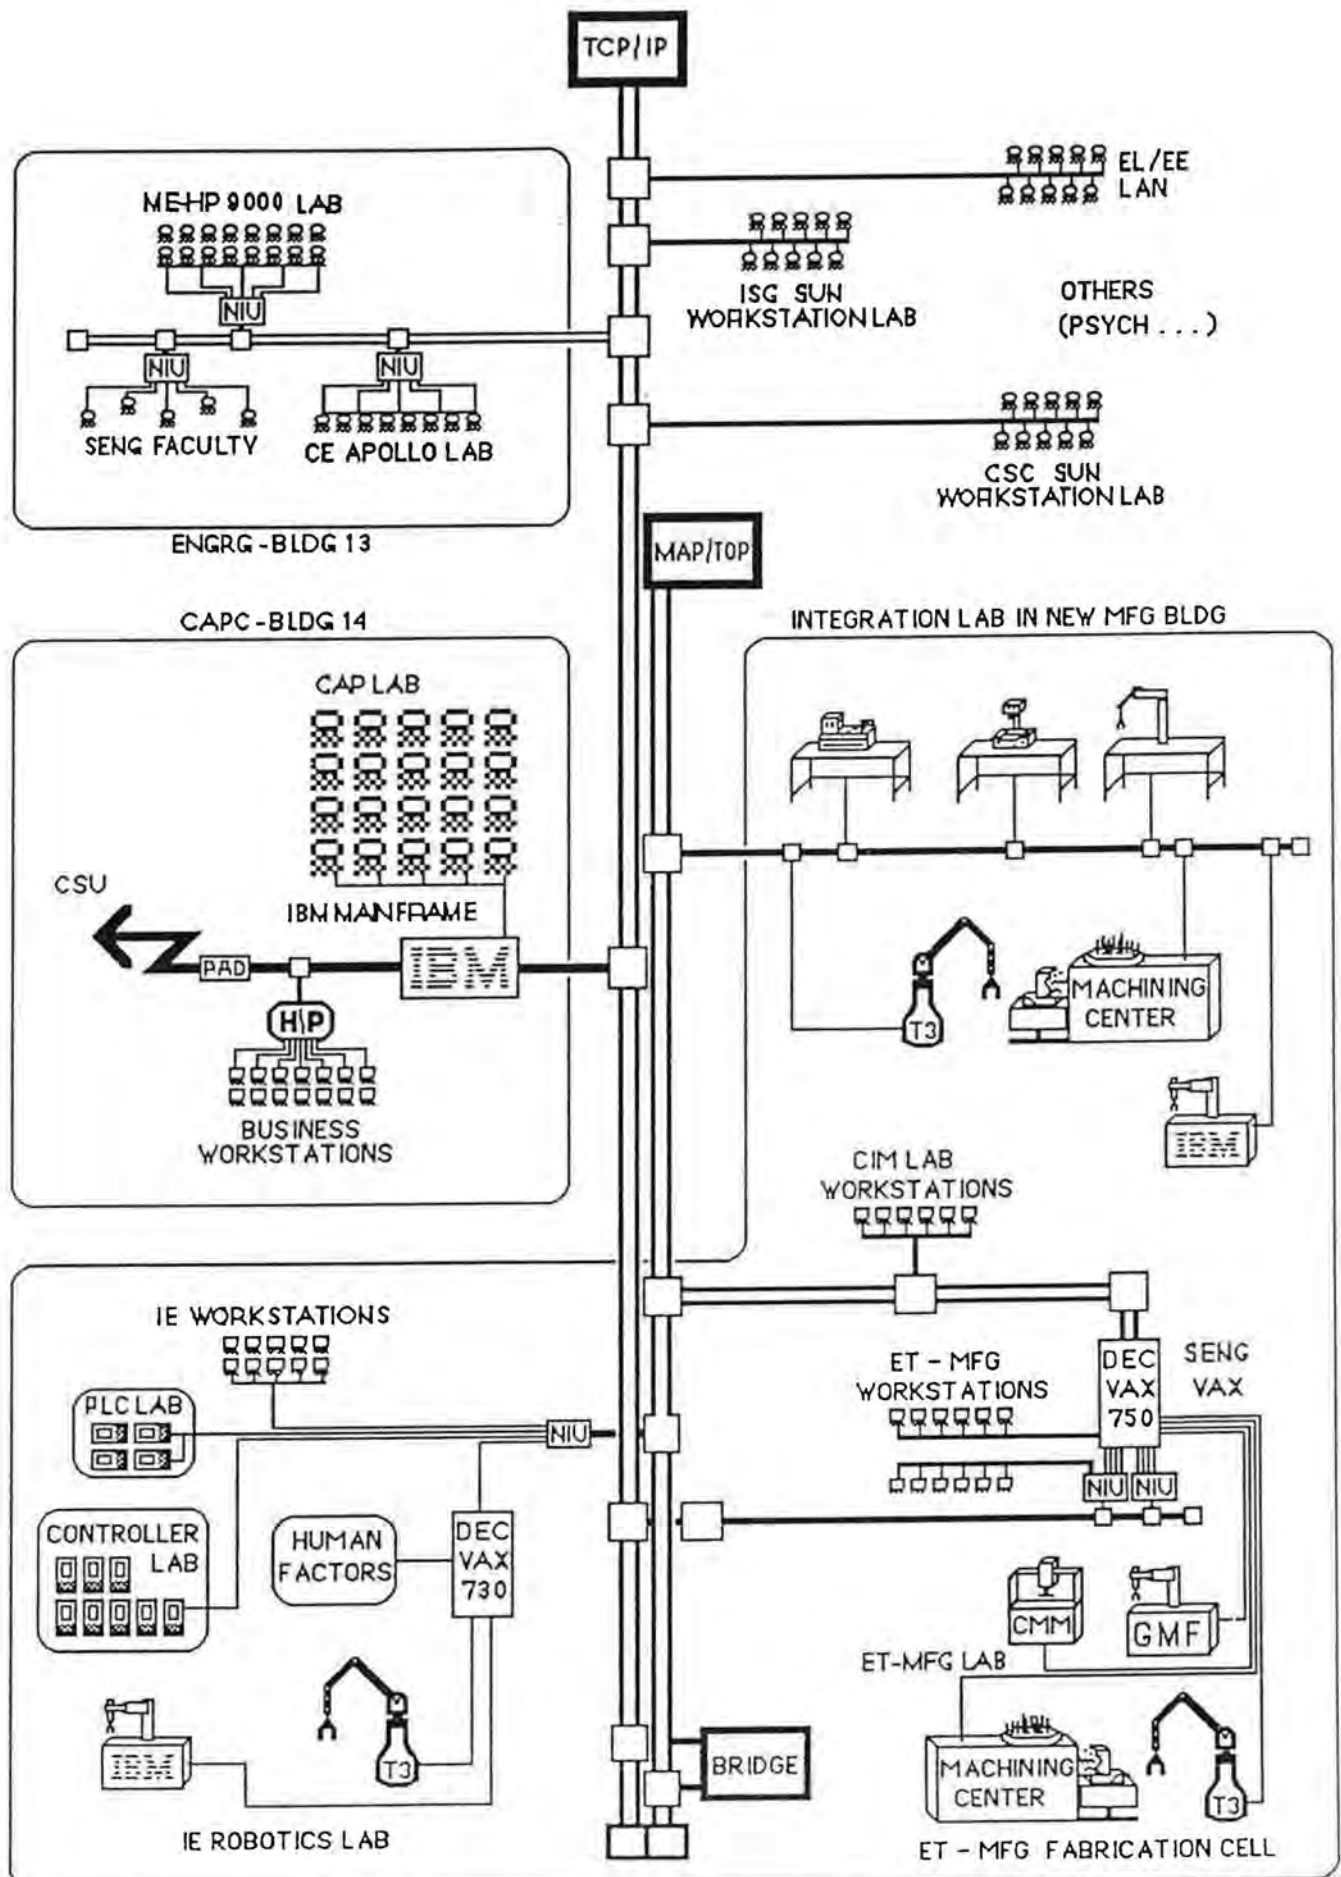 TCP/IP
EL/EE
LAN
ME-HP 9000 LAB
NIU
ISG SUN
WORKSTATION LAB
OTHERS
(PSYCH ...)
NIU
NIU
SENG FACULTY
CE APOLLO LAB
CSC SUN
WORKSTATION LAB
ENGRG-BLDG 13
MAP/TOP
CAPC-BLDG 14
INTEGRATION LAB IN NEW MFG BLDG
CAP LAB
CSU
IBM MAINFRAME
PAD
IBM
HP
BUSINESS
WORKSTATIONS
T3
MACHINING
CENTER
IBM
CIM LAB
WORKSTATIONS
IE WORKSTATIONS
PLC LAB
NIU
ET - MFG
WORKSTATIONS
DEC
VAX
750
SENG
VAX
NIU
NIU
CONTROLLER
LAB
HUMAN
FACTORS
DEC
VAX
730
CMM
GMF
ET-MFG LAB
IBM
T3
BRIDGE
MACHINING
CENTER
T3
IE ROBOTICS LAB
ET - MFG FABRICATION CELL